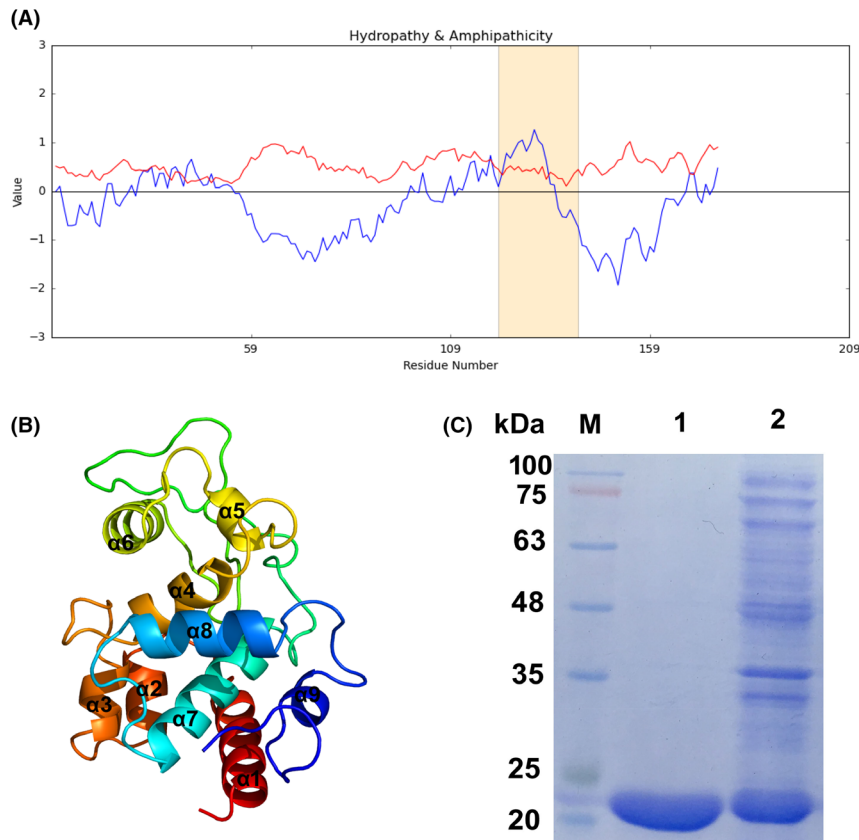 (A)
Hydropathy & Amphipathicity
3
2
1
0
−1
−2
−3
Value
59
109
159
209
Residue Number
(B)
α5
α6
α4
α8
α2
α9
α3
α7
α1
(C)
kDa M 1 2
100
75
63
48
35
25
20